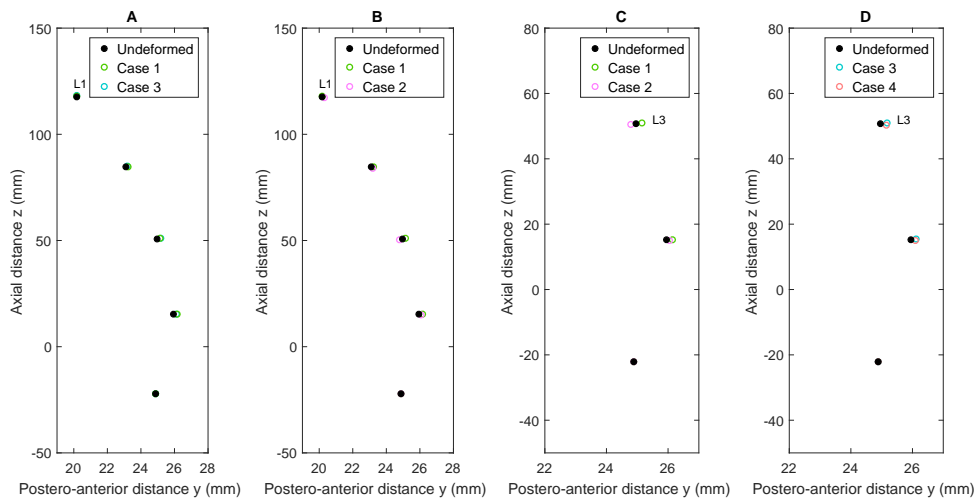 A
150
100
50
0
-50
Axial distance z (mm)
20 22 24 26 28
Postero-anterior distance y (mm)
Undeformed
Case 1
Case 3
L1
B
150
100
50
0
-50
Axial distance z (mm)
20 22 24 26 28
Postero-anterior distance y (mm)
Undeformed
Case 1
Case 2
L1
C
80
60
40
20
0
-20
-40
Axial distance z (mm)
22 24 26
Postero-anterior distance y (mm)
Undeformed
Case 1
Case 2
L3
D
80
60
40
20
0
-20
-40
Axial distance z (mm)
22 24 26
Postero-anterior distance y (mm)
Undeformed
Case 3
Case 4
L3